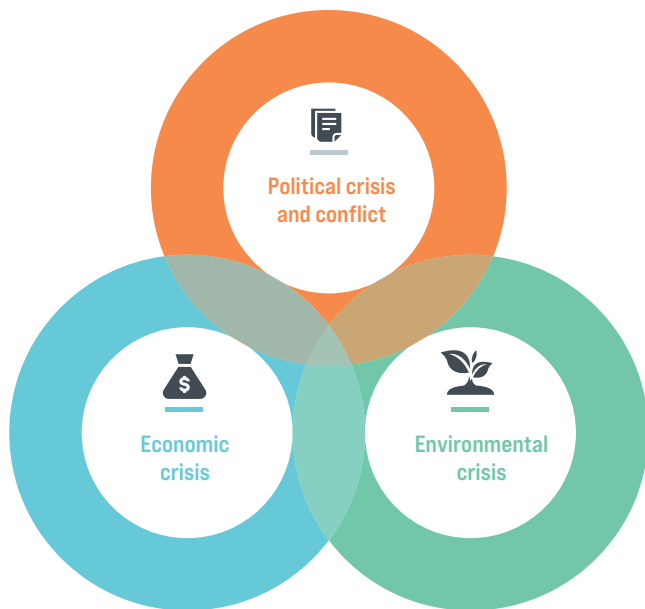 Political crisis
and conflict
$
Economic
crisis
Environmental
crisis